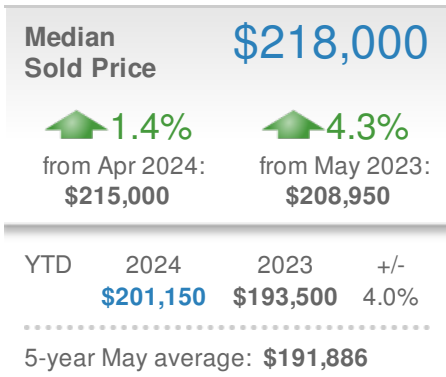 Median
Sold Price
$218,000
1.4%
from Apr 2024:
$215,000
4.3%
from May 2023:
$208,950
YTD 2024 2023 +/-
$201,150 $193,500 4.0%
5-year May average: $191,886